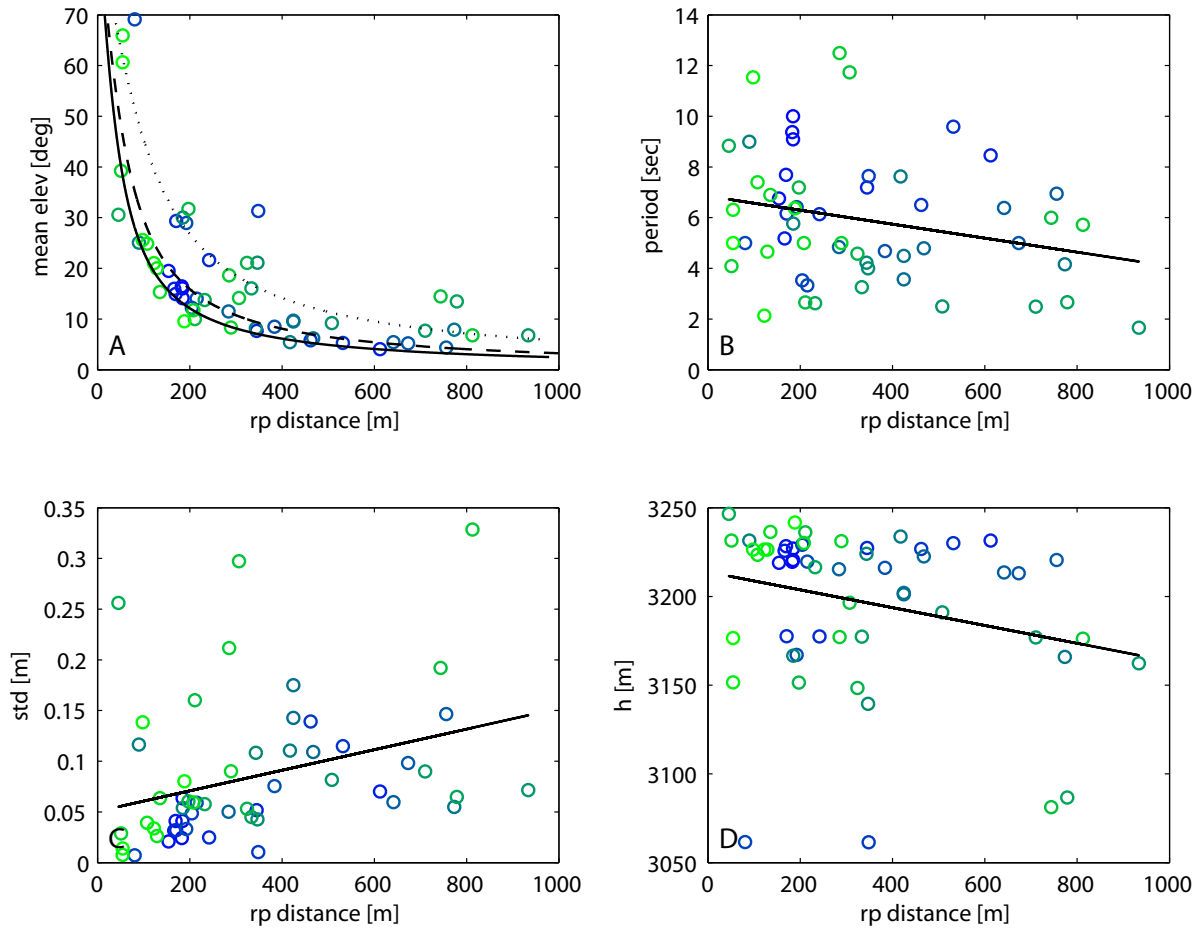 70
60
50
40
30
20
10
0
mean elev [deg]
A
0 200 400 600 800 1000
rp distance [m]
14
12
10
8
6
4
2
0
period [sec]
B
0 200 400 600 800 1000
rp distance [m]
0.35
0.3
0.25
0.2
0.15
0.1
0.05
0
std [m]
C
0 200 400 600 800 1000
rp distance [m]
3250
3200
3150
3100
3050
h [m]
D
0 200 400 600 800 1000
rp distance [m]